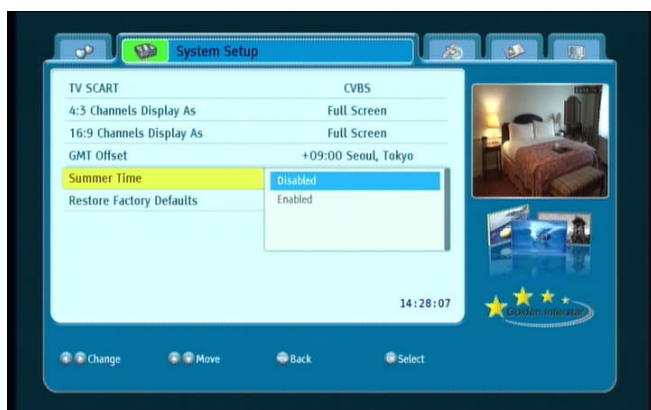 System Setup
TV SCART CVBS
4:3 Channels Display As Full Screen
16:9 Channels Display As Full Screen
GMT Offset +09:00 Seoul, Tokyo
Summer Time Disabled
Restore Factory Defaults Enabled
14:28:07
Golden Interstar
Change Move Back Select